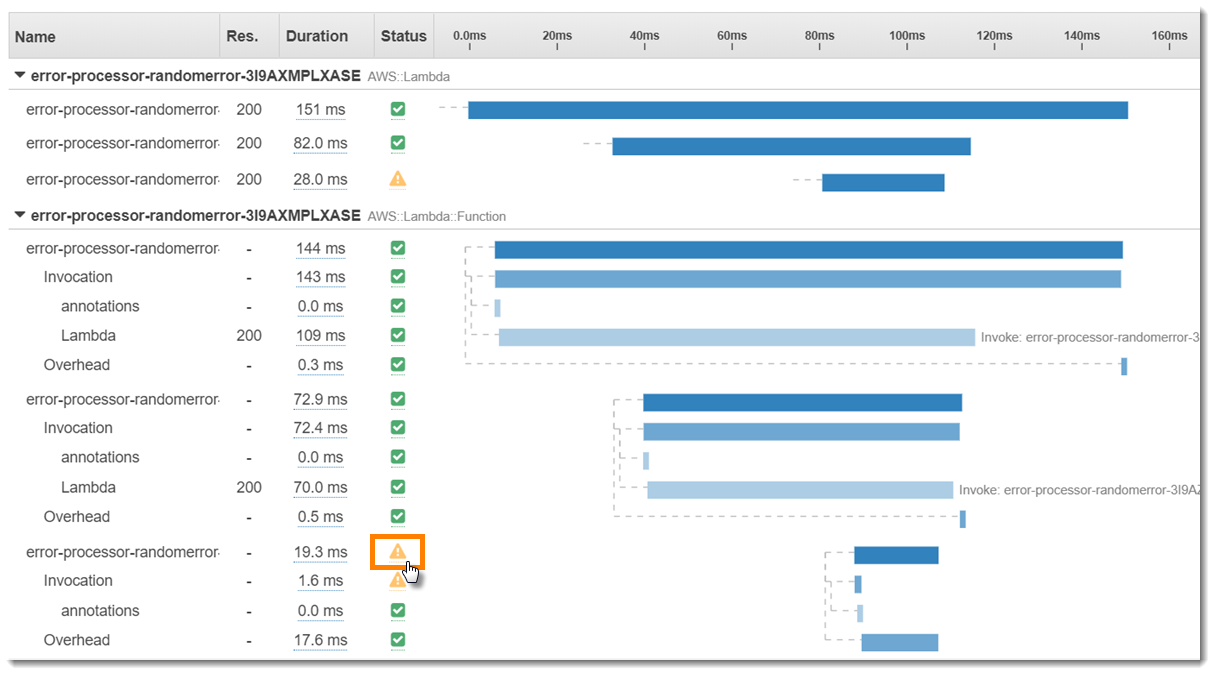 Name Res. Duration Status 0.0ms 20ms 40ms 60ms 80ms 100ms 120ms 140ms 160ms
error-processor-randomerror-3I9AXMPLXASE AWS::Lambda
error-processor-randomerror- 200 151 ms
error-processor-randomerror- 200 82.0 ms
error-processor-randomerror- 200 28.0 ms
error-processor-randomerror-3I9AXMPLXASE AWS::Lambda::Function
error-processor-randomerror- - 144 ms
Invocation - 143 ms
annotations - 0.0 ms
Lambda 200 109 ms Invoke: error-processor-randomerror-3
Overhead - 0.3 ms
error-processor-randomerror- - 72.9 ms
Invocation - 72.4 ms
annotations - 0.0 ms
Lambda 200 70.0 ms Invoke: error-processor-randomerror-3I9AZ
Overhead - 0.5 ms
error-processor-randomerror- - 19.3 ms
Invocation - 1.6 ms
annotations - 0.0 ms
Overhead - 17.6 ms